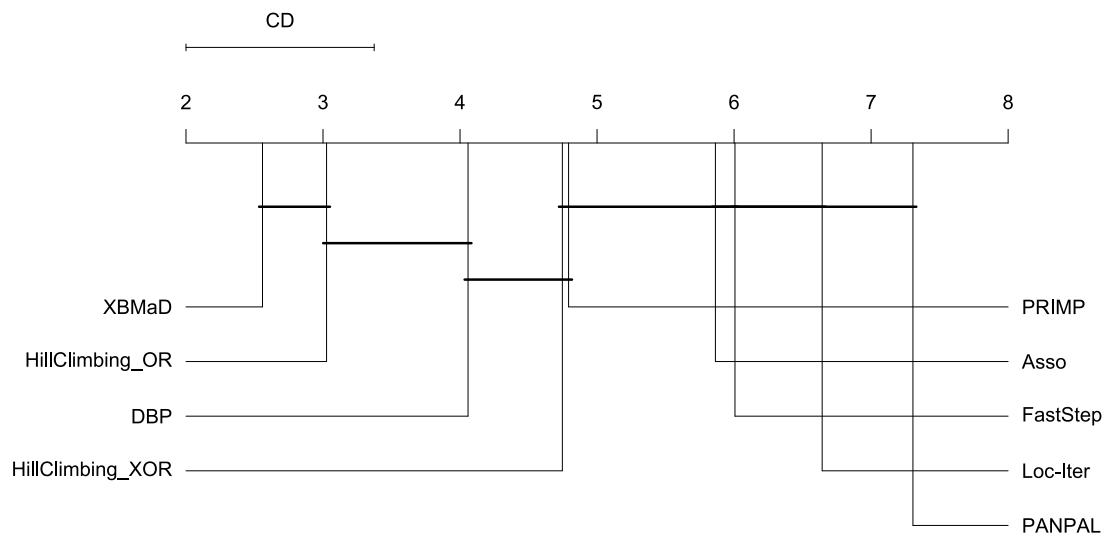 CD
2 3 4 5 6 7 8
XBMaD PRIMP
HillClimbing_OR Asso
DBP FastStep
HillClimbing_XOR Loc-Iter
PANPAL